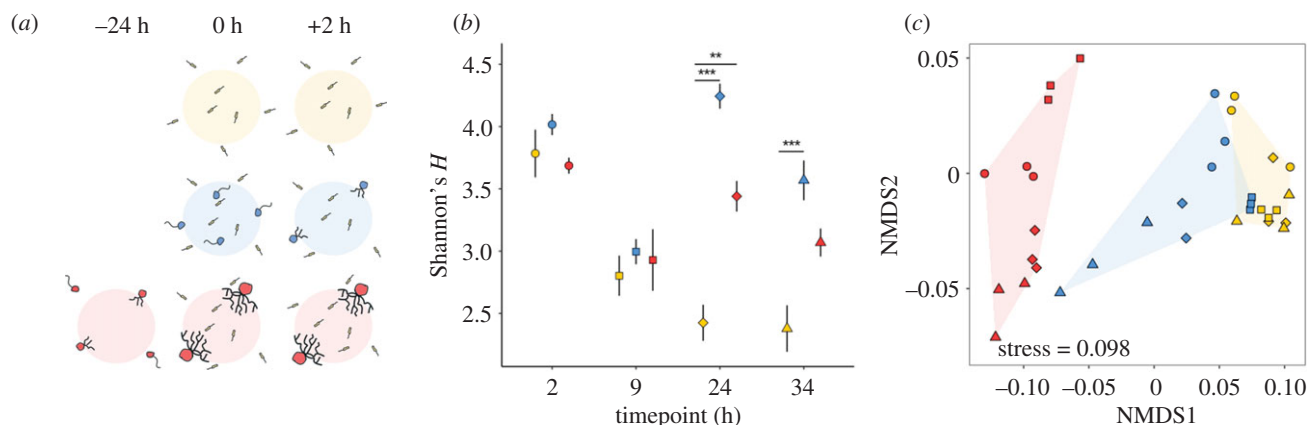 (a)
−24 h 0 h +2 h
(b)
Shannon's H
4.5
4.0
3.5
3.0
2.5
**
***
***
2 9 24 34
timepoint (h)
(c)
NMDS2
0.05
0
−0.05
stress = 0.098
−0.10 −0.05 0 0.05 0.10
NMDS1